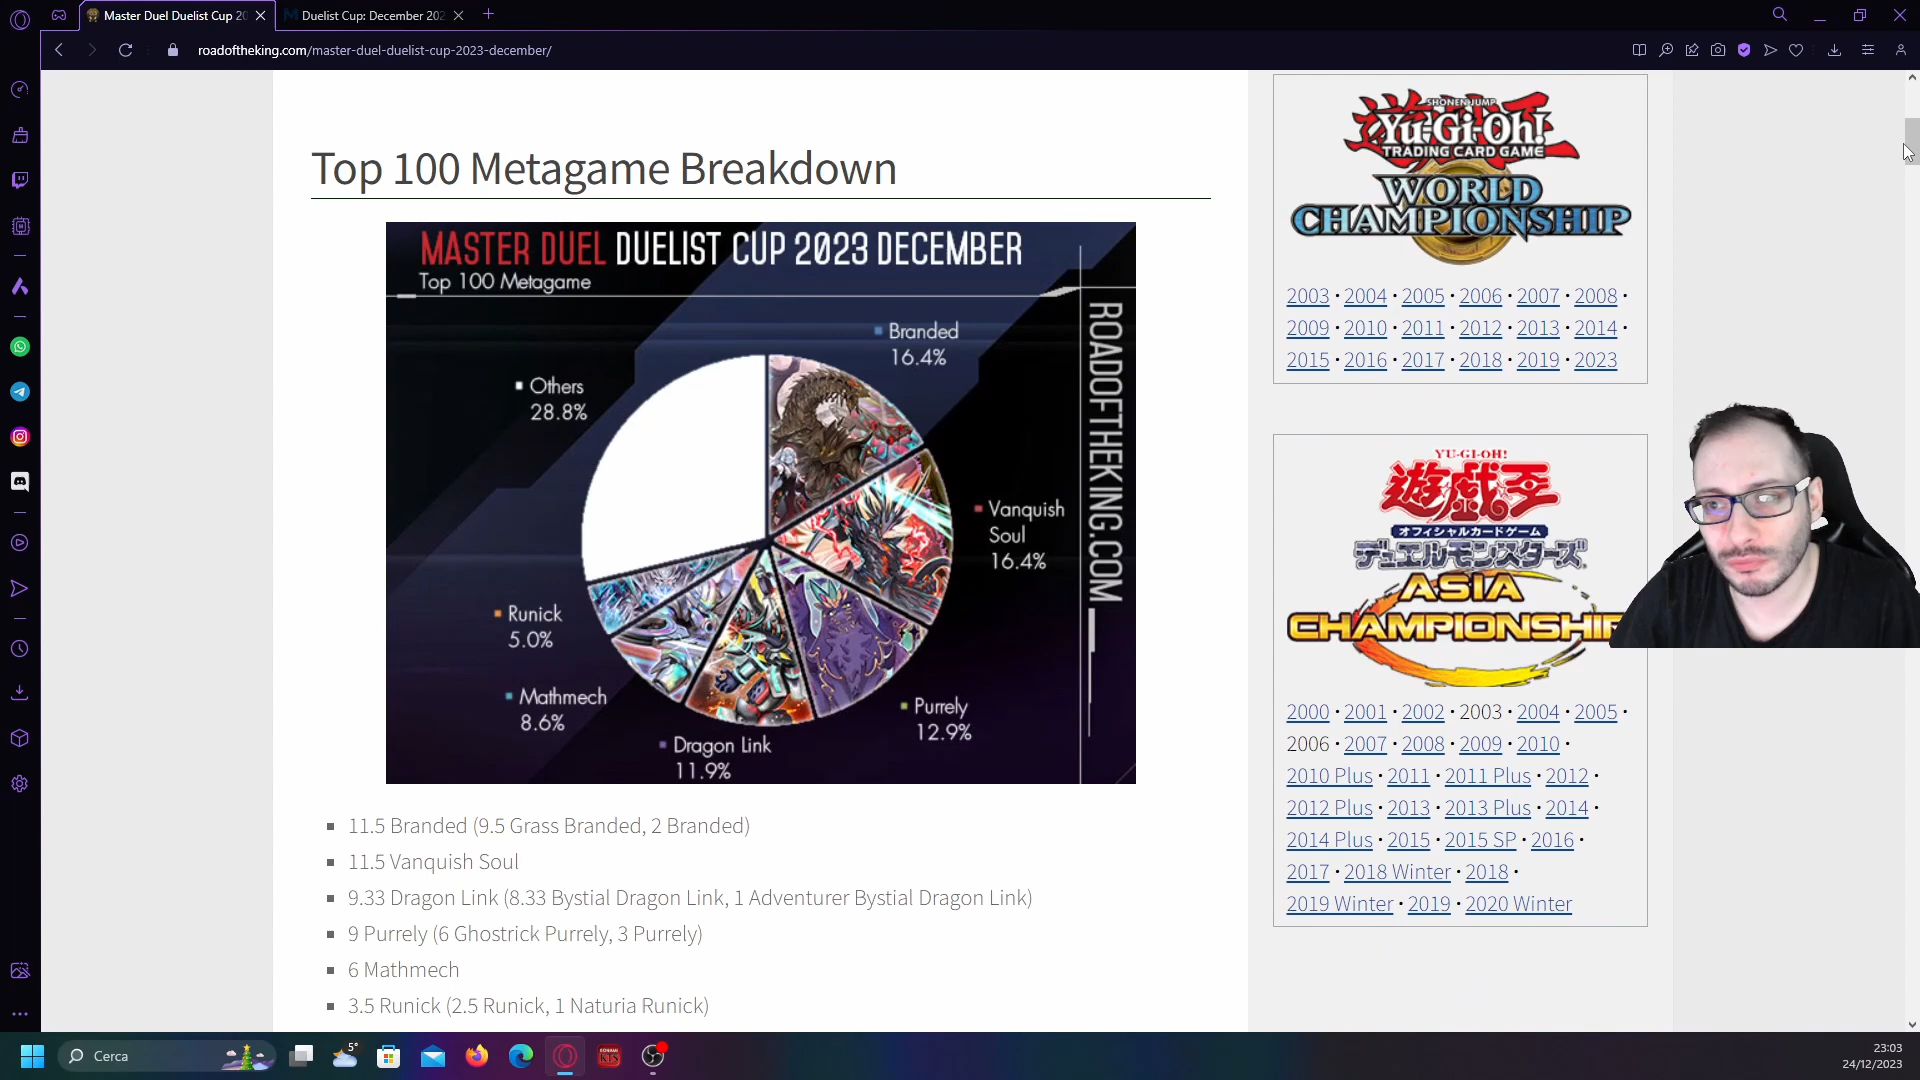 Master Duel Duelist Cup 20
Duelist Cup: December 202
roadoftheking.com/master-duel-duelist-cup-2023-december/
Top 100 Metagame Breakdown
MASTER DUEL DUELIST CUP 2023 DECEMBER
Top 100 Metagame
ROADOFTHEKING.COM
Branded
16.4%
Others
28.8%
Vanquish
Soul
16.4%
Runick
5.0%
Mathmech
8.6%
Purrely
12.9%
Dragon Link
11.9%
11.5 Branded (9.5 Grass Branded, 2 Branded)
11.5 Vanquish Soul
9.33 Dragon Link (8.33 Bystial Dragon Link, 1 Adventurer Bystial Dragon Link)
9 Purrely (6 Ghostrick Purrely, 3 Purrely)
6 Mathmech
3.5 Runick (2.5 Runick, 1 Naturia Runick)
SHONEN JUMP
Yu-Gi-Oh!
TRADING CARD GAME
WORLD
CHAMPIONSHIP
2003 · 2004 · 2005 · 2006 · 2007 · 2008 ·
2009 · 2010 · 2011 · 2012 · 2013 · 2014 ·
2015 · 2016 · 2017 · 2018 · 2019 · 2023
YU-GI-OH!
遊戯王
オフィシャルカードゲーム
デュエルモンスターズ
ASIA
CHAMPIONSHIP
2000 · 2001 · 2002 · 2003 · 2004 · 2005 ·
2006 · 2007 · 2008 · 2009 · 2010 ·
2010 Plus · 2011 · 2011 Plus · 2012 ·
2012 Plus · 2013 · 2013 Plus · 2014 ·
2014 Plus · 2015 · 2015 SP · 2016 ·
2017 · 2018 Winter · 2018 ·
2019 Winter · 2019 · 2020 Winter
Cerca
5°
KONAMI
KTS
23:03
24/12/2023